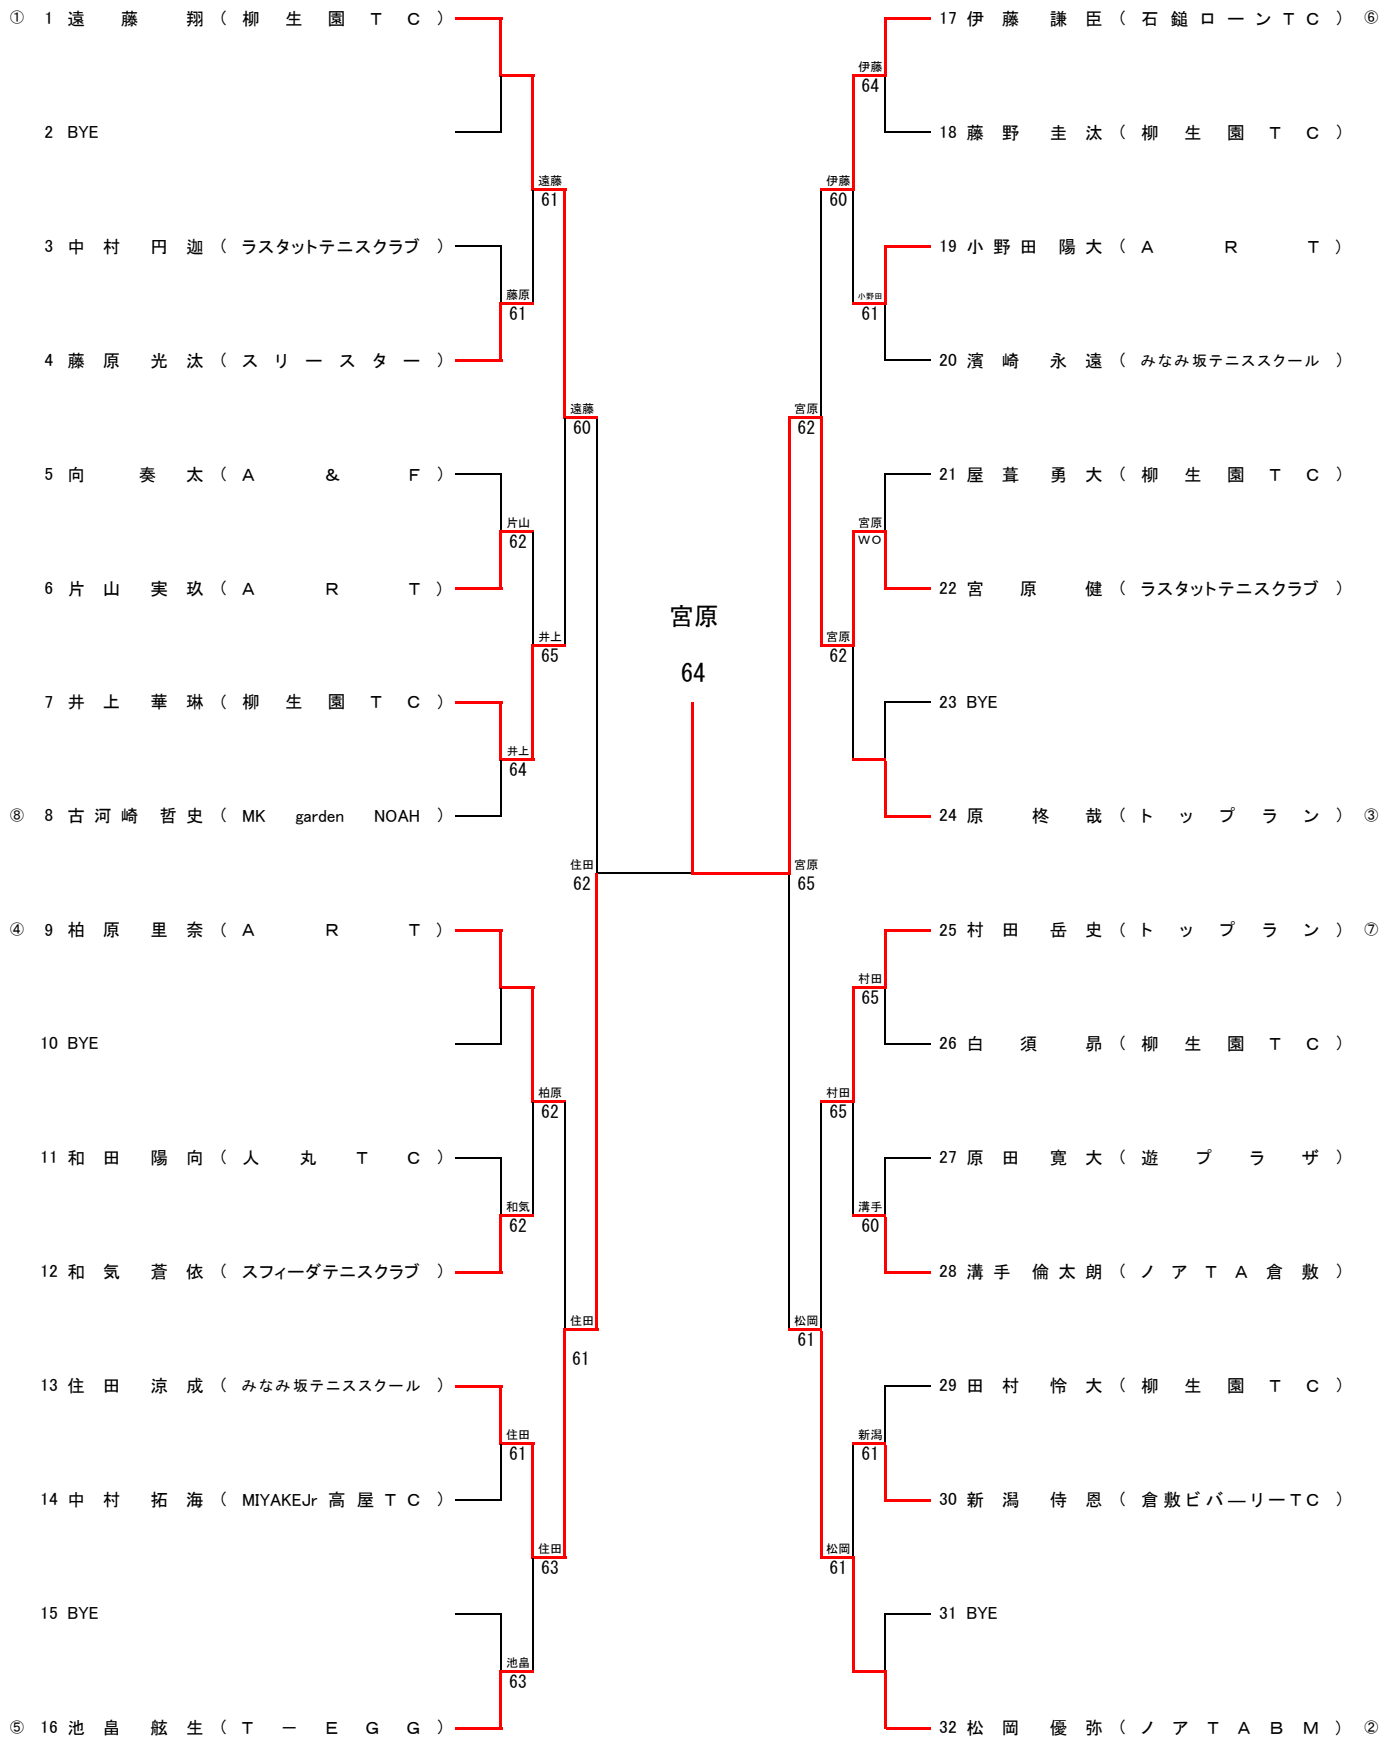 ① 1 遠 藤 翔 ( 柳 生 園 T C )
2 BYE
遠藤
61
3 中 村 円 迦 ( ラスタットテニスクラブ )
藤原
61
4 藤 原 光 汰 ( ス リ ー ス タ ー )
遠藤
60
5 向 奏 太 ( A & F )
片山
62
6 片 山 実 玖 ( A R T )
井上
65
7 井 上 華 琳 ( 柳 生 園 T C )
井上
64
⑧ 8 古 河 崎 哲 史 ( MK garden NOAH )
住田
62
④ 9 柏 原 里 奈 ( A R T )
10 BYE
柏原
62
11 和 田 陽 向 ( 人 丸 T C )
和気
62
12 和 気 蒼 依 ( スフィーダテニスクラブ )
住田
61
13 住 田 涼 成 ( みなみ坂テニススクール )
住田
61
14 中 村 拓 海 ( MIYAKEJr 高 屋 T C )
住田
63
15 BYE
池畠
63
⑤ 16 池 畠 舷 生 ( T － E G G )
宮原
64
17 伊 藤 謙 臣 ( 石 鎚 ロ ー ン T C ) ⑥
伊藤
64
18 藤 野 圭 汰 ( 柳 生 園 T C )
伊藤
60
19 小 野 田 陽 大 ( A R T )
小野田
61
20 濱 崎 永 遠 ( みなみ坂テニススクール )
宮原
62
21 屋 葺 勇 大 ( 柳 生 園 T C )
宮原
WO
22 宮 原 健 ( ラスタットテニスクラブ )
宮原
62
23 BYE
24 原 柊 哉 ( ト ッ プ ラ ン ) ③
宮原
65
25 村 田 岳 史 ( ト ッ プ ラ ン ) ⑦
村田
65
26 白 須 昴 ( 柳 生 園 T C )
村田
65
27 原 田 寛 大 ( 遊 プ ラ ザ )
溝手
60
28 溝 手 倫 太 朗 ( ノ ア T A 倉 敷 )
松岡
61
29 田 村 怜 大 ( 柳 生 園 T C )
新潟
61
30 新 潟 侍 恩 ( 倉 敷 ビ バ ― リ ー T C )
松岡
61
31 BYE
32 松 岡 優 弥 ( ノ ア T A B M ) ②